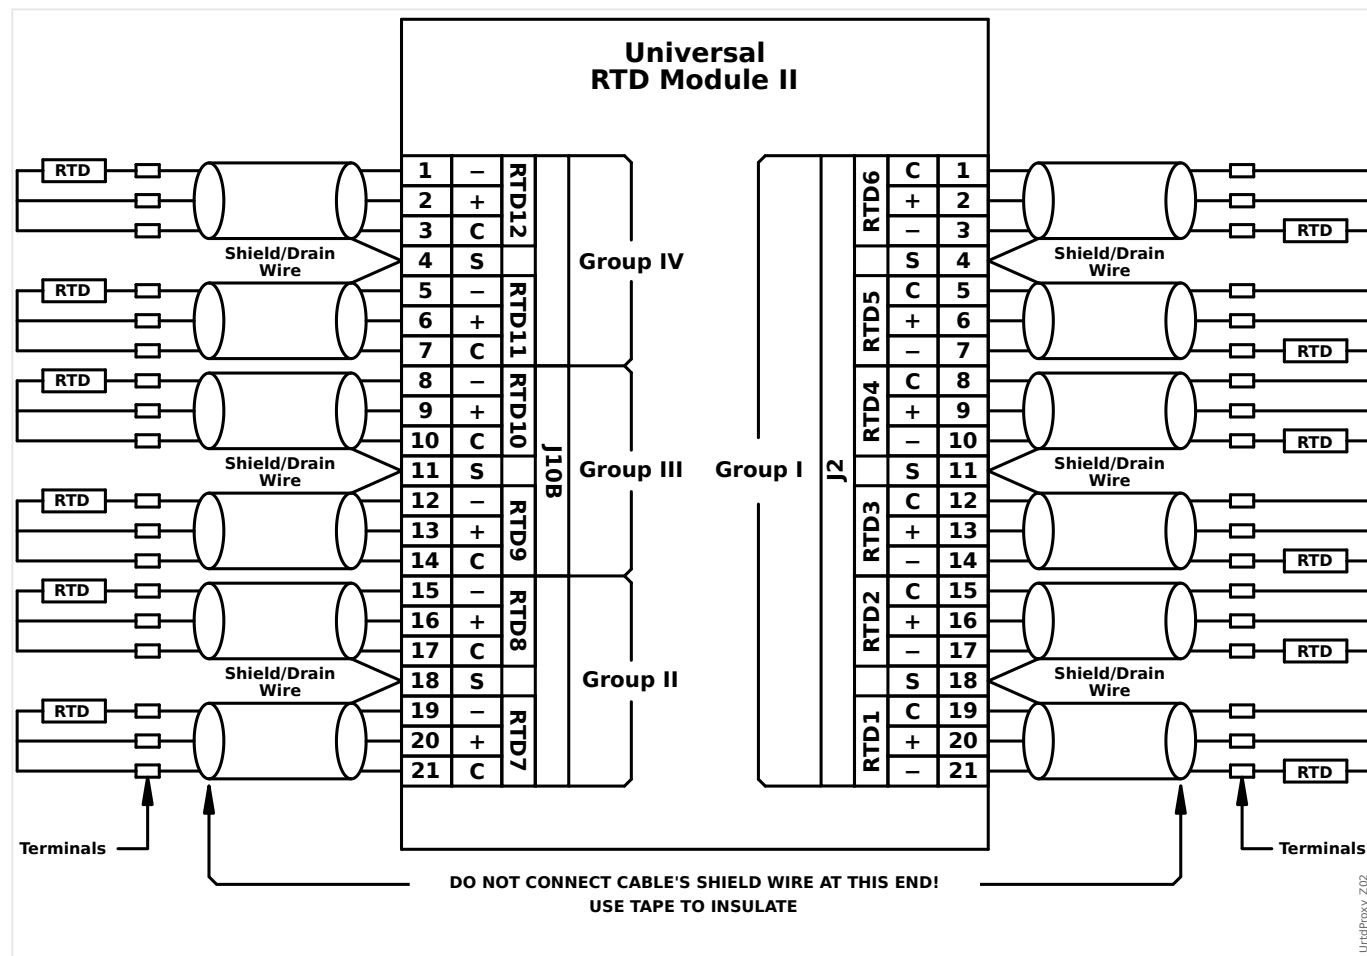 Universal
RTD Module II
RTD 1 − RTD12 RTD6 C 1
2 + + 2
3 C − 3 RTD
Shield/Drain
Wire
4 S Group IV S 4
Shield/Drain
Wire
RTD 5 − RTD11 RTD5 C 5
6 + + 6
7 C − 7 RTD
RTD 8 − RTD10 RTD4 C 8
9 + + 9
10 C − 10 RTD
Shield/Drain
Wire
11 S J10B Group III Group I J2 S 11
Shield/Drain
Wire
RTD 12 − RTD9 RTD3 C 12
13 + + 13
14 C − 14 RTD
RTD 15 − RTD8 RTD2 C 15
16 + + 16
17 C − 17 RTD
Shield/Drain
Wire
18 S Group II S 18
Shield/Drain
Wire
RTD 19 − RTD7 RTD1 C 19
20 + + 20
21 C − 21 RTD
Terminals Terminals
DO NOT CONNECT CABLE'S SHIELD WIRE AT THIS END!
USE TAPE TO INSULATE
UrtdProxy_Z02